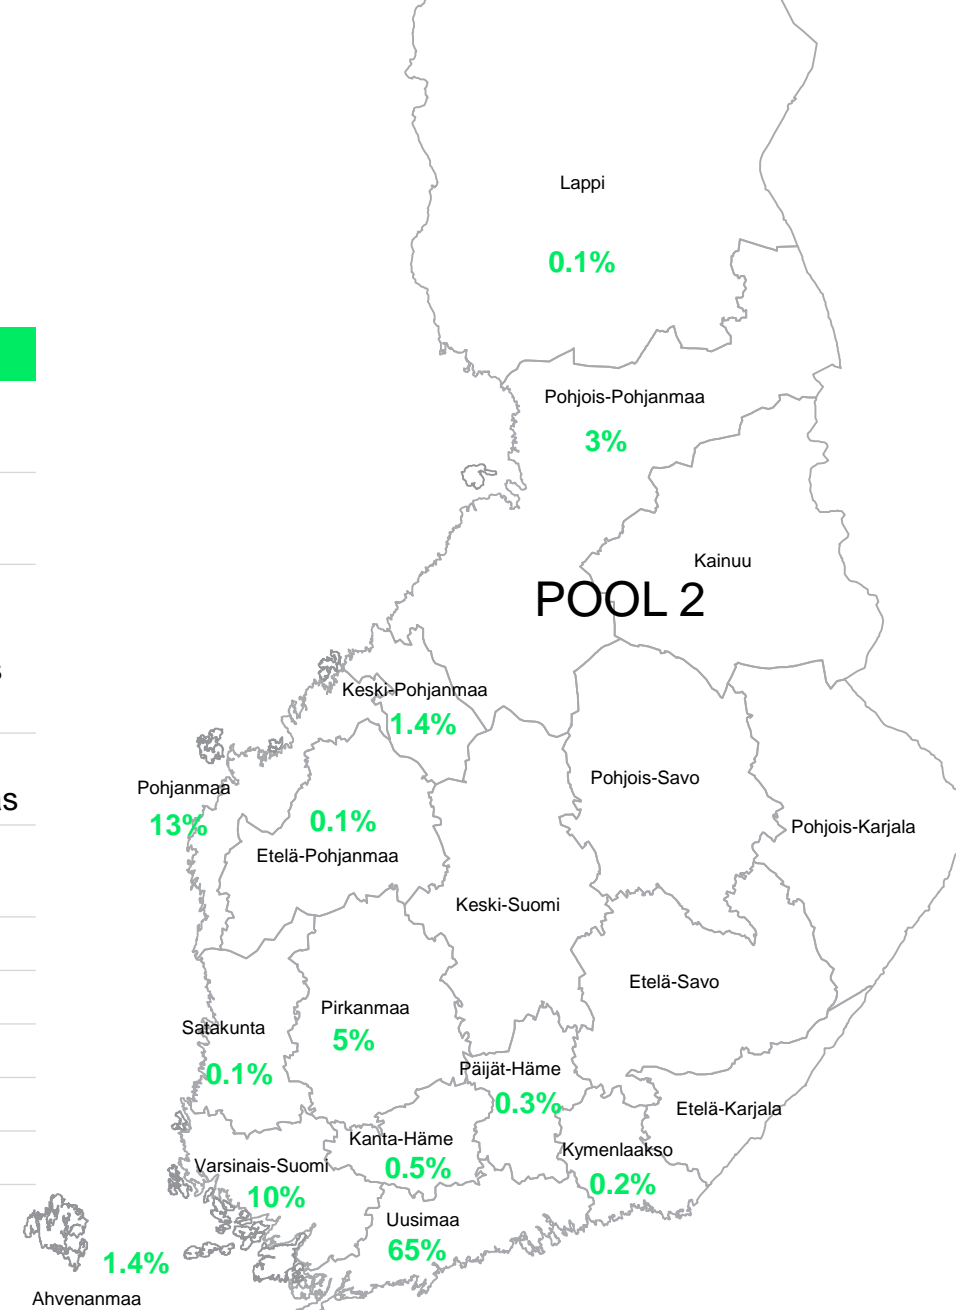 Lappi
0.1%
Pohjois-Pohjanmaa
3%
Kainuu
POOL 2
Keski-Pohjanmaa
1.4%
Pohjois-Savo
Pohjanmaa
13%
0.1%
Etelä-Pohjanmaa
Pohjois-Karjala
Keski-Suomi
Etelä-Savo
Pirkanmaa
5%
Satakunta
0.1%
Päijät-Häme
0.3%
Etelä-Karjala
Kanta-Häme
0.5%
Kymenlaakso
0.2%
Varsinais-Suomi
10%
Uusimaa
65%
1.4%
Ahvenanmaa